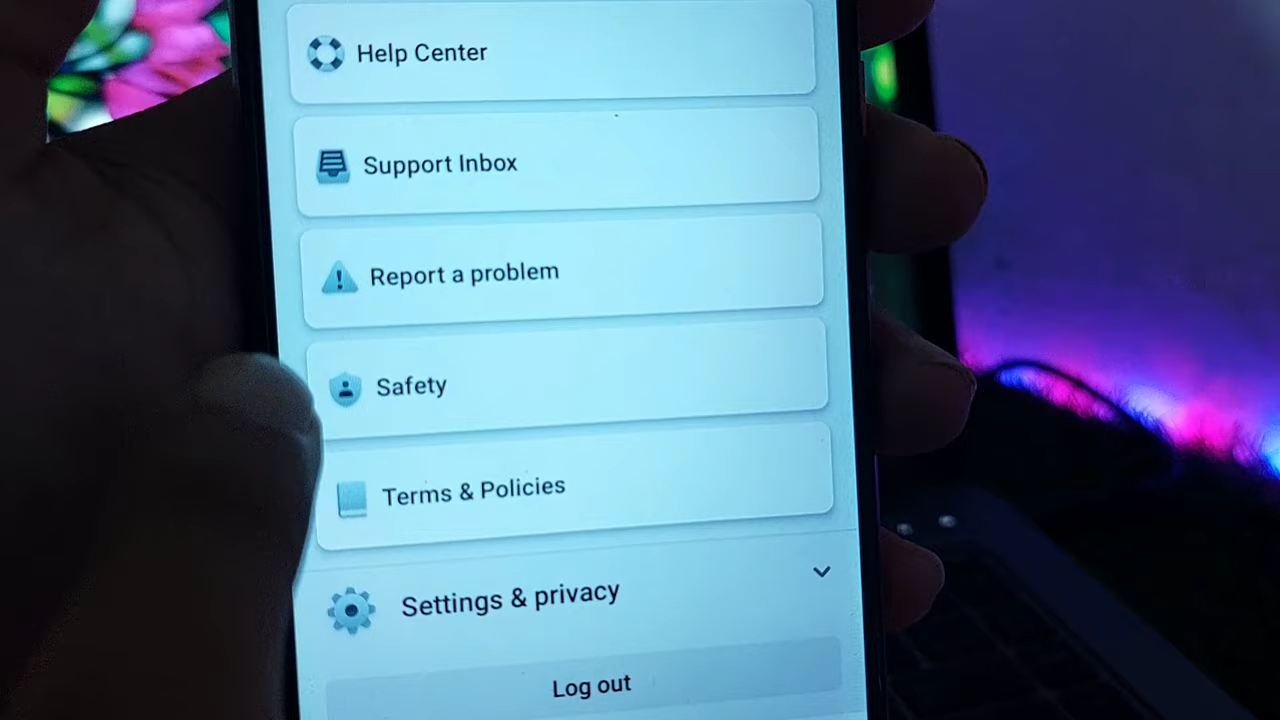 Help Center
Support Inbox
Report a problem
Safety
Terms & Policies
Settings & privacy
Log out